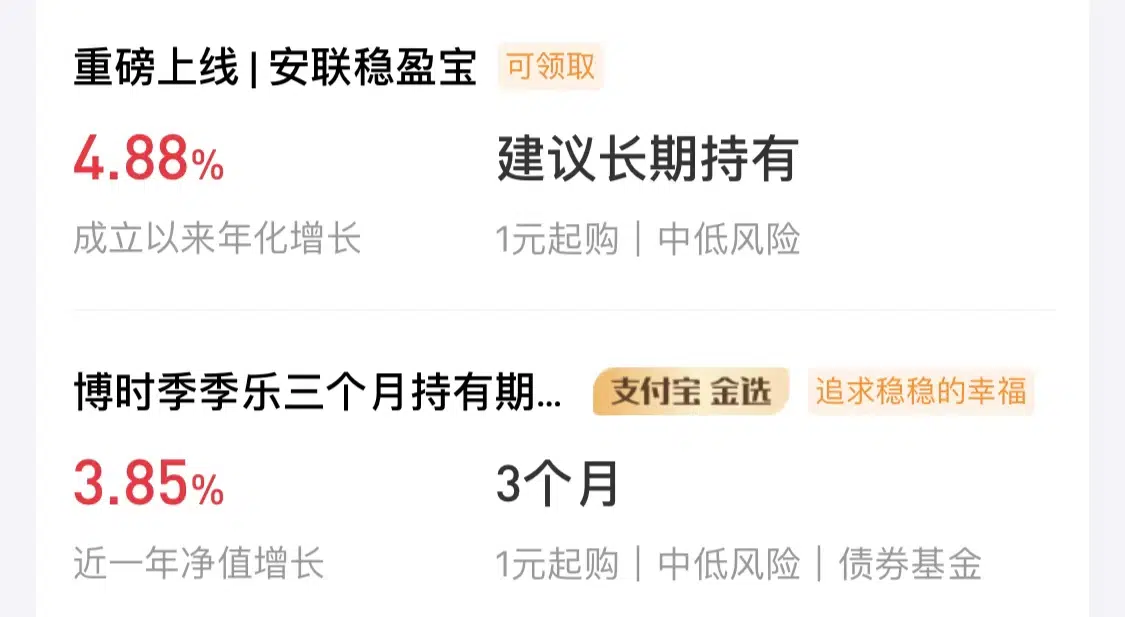 重磅上线 | 安联稳盈宝 可领取
4.88% 建议长期持有
成立以来年化增长 1元起购 | 中低风险
博时季季乐三个月持有期... 支付宝 金选 追求稳稳的幸福
3.85% 3个月
近一年净值增长 1元起购 | 中低风险 | 债券基金